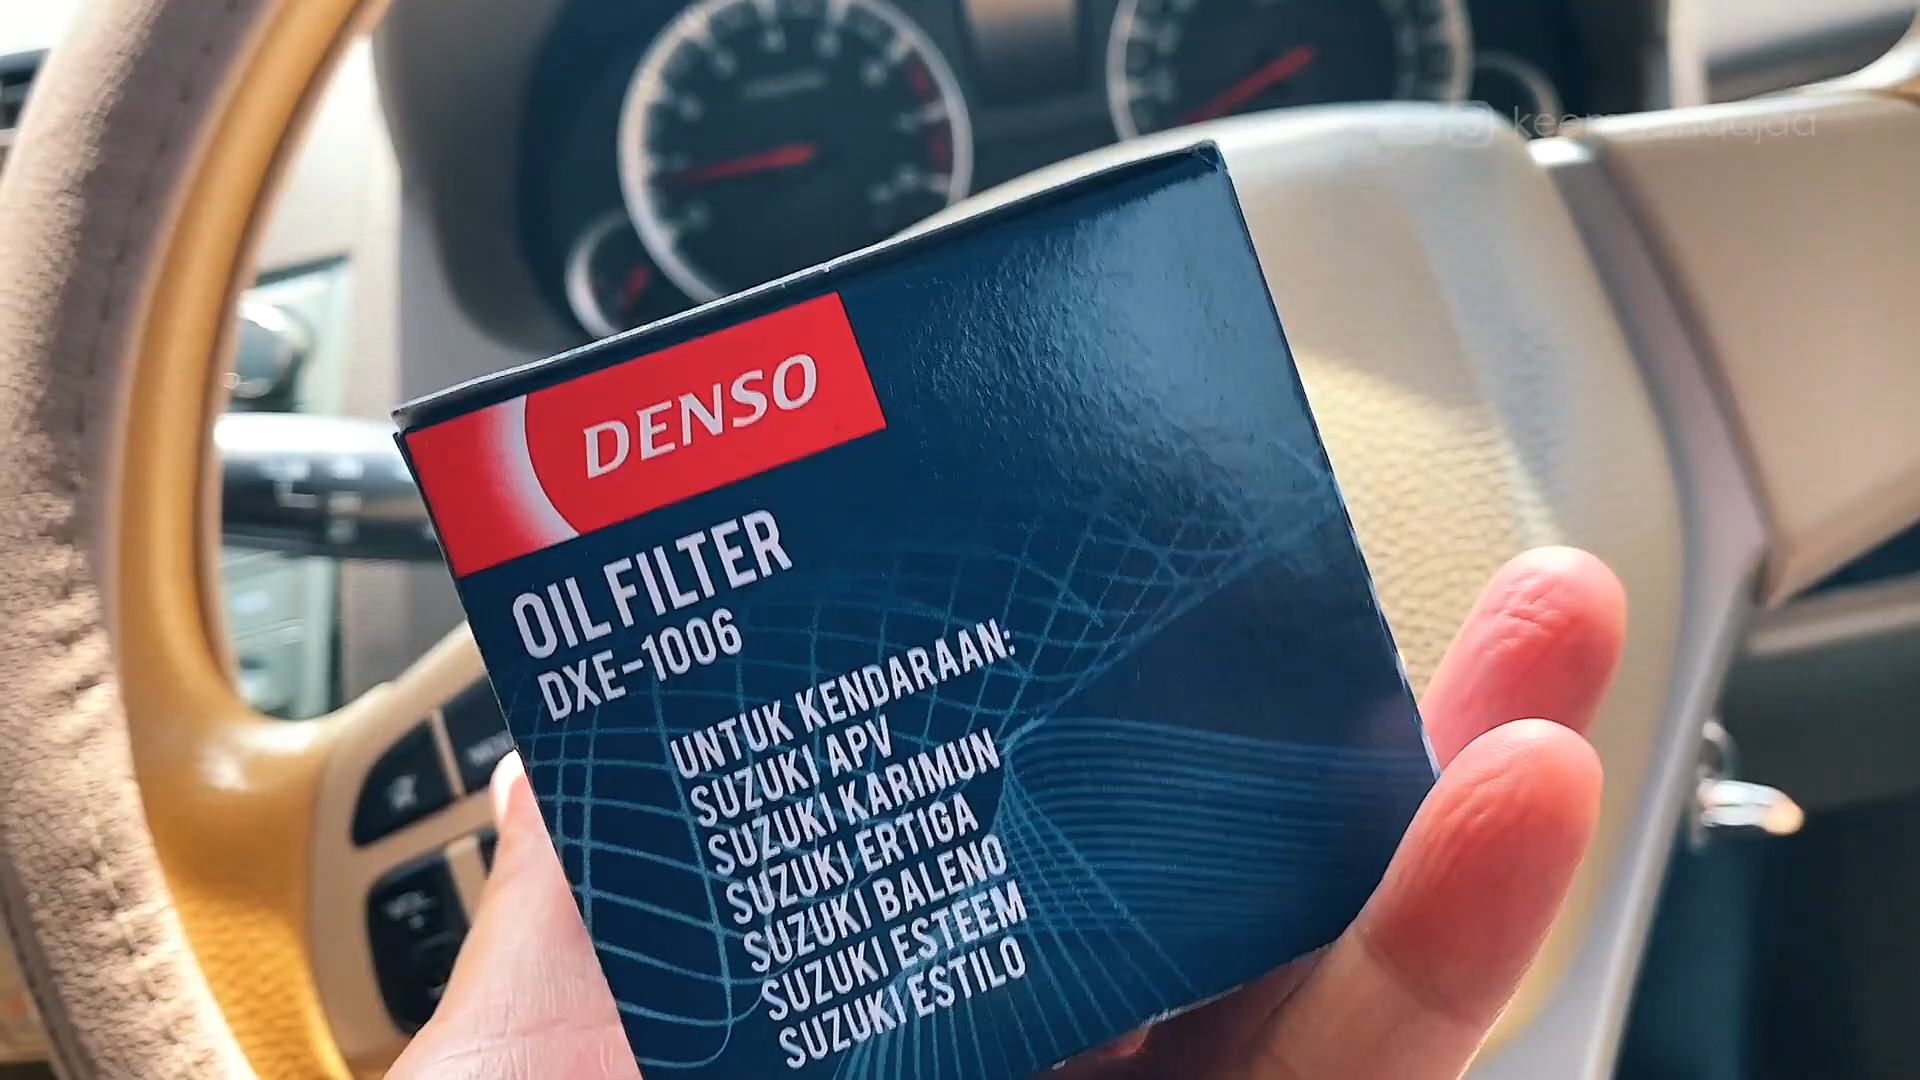 DENSO
OIL FILTER
DXE-1006
UNTUK KENDARAAN:
SUZUKI APV
SUZUKI KARIMUN
SUZUKI ERTIGA
SUZUKI BALENO
SUZUKI ESTEEM
SUZUKI ESTILO
VOL